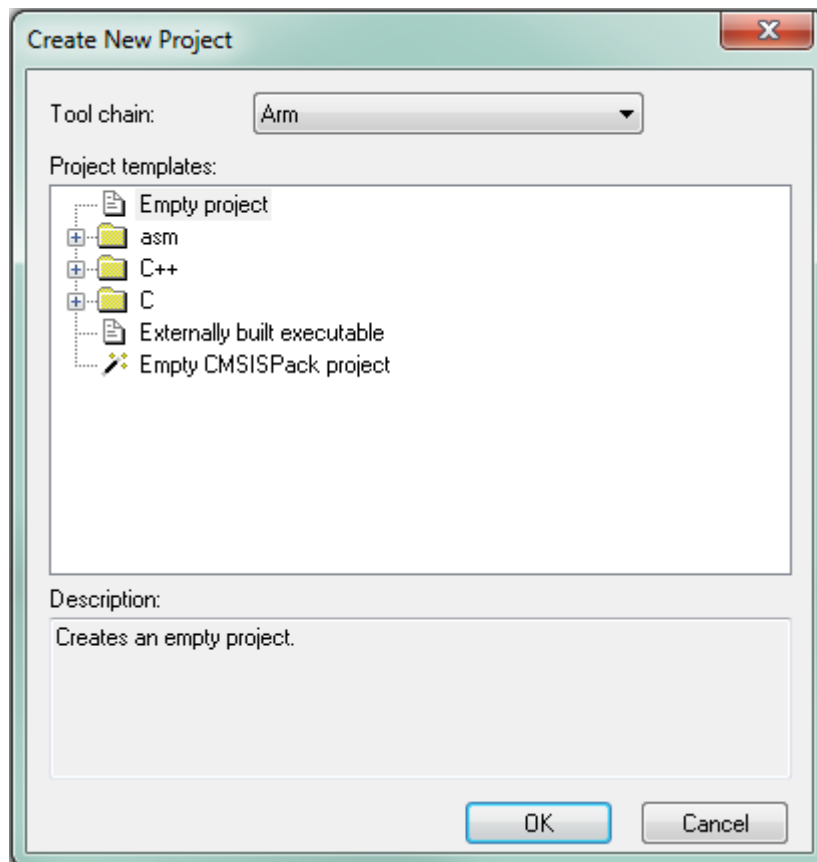 Create New Project
Tool chain: Arm
Project templates:
Empty project
asm
C++
C
Externally built executable
Empty CMSISPack project
Description:
Creates an empty project.
OK Cancel